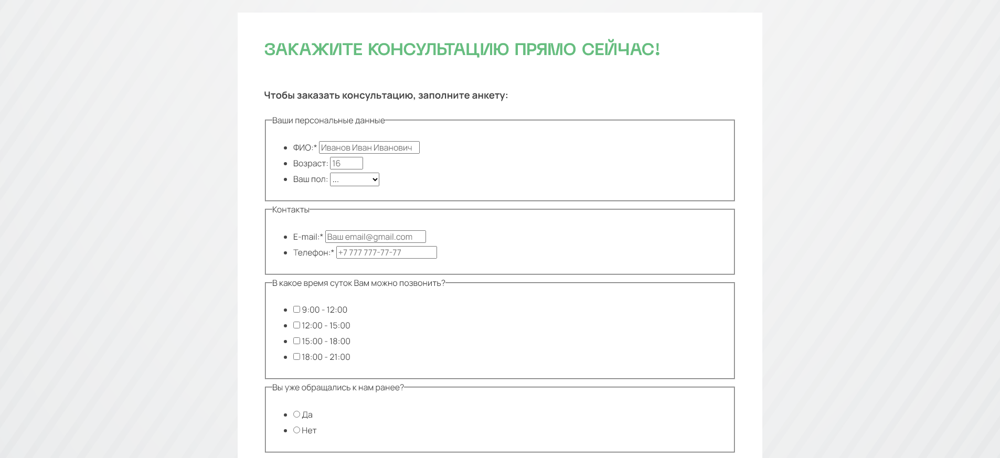 ЗАКАЖИТЕ КОНСУЛЬТАЦИЮ ПРЯМО СЕЙЧАС!
Чтобы заказать консультацию, заполните анкету:
Ваши персональные данные
ФИО:* Иванов Иван Иванович
Возраст: 16
Ваш пол: ...
Контакты
E-mail:* Ваш email@gmail.com
Телефон:* +7 777 777-77-77
В какое время суток Вам можно позвонить?
9:00 - 12:00
12:00 - 15:00
15:00 - 18:00
18:00 - 21:00
Вы уже обращались к нам ранее?
Да
Нет